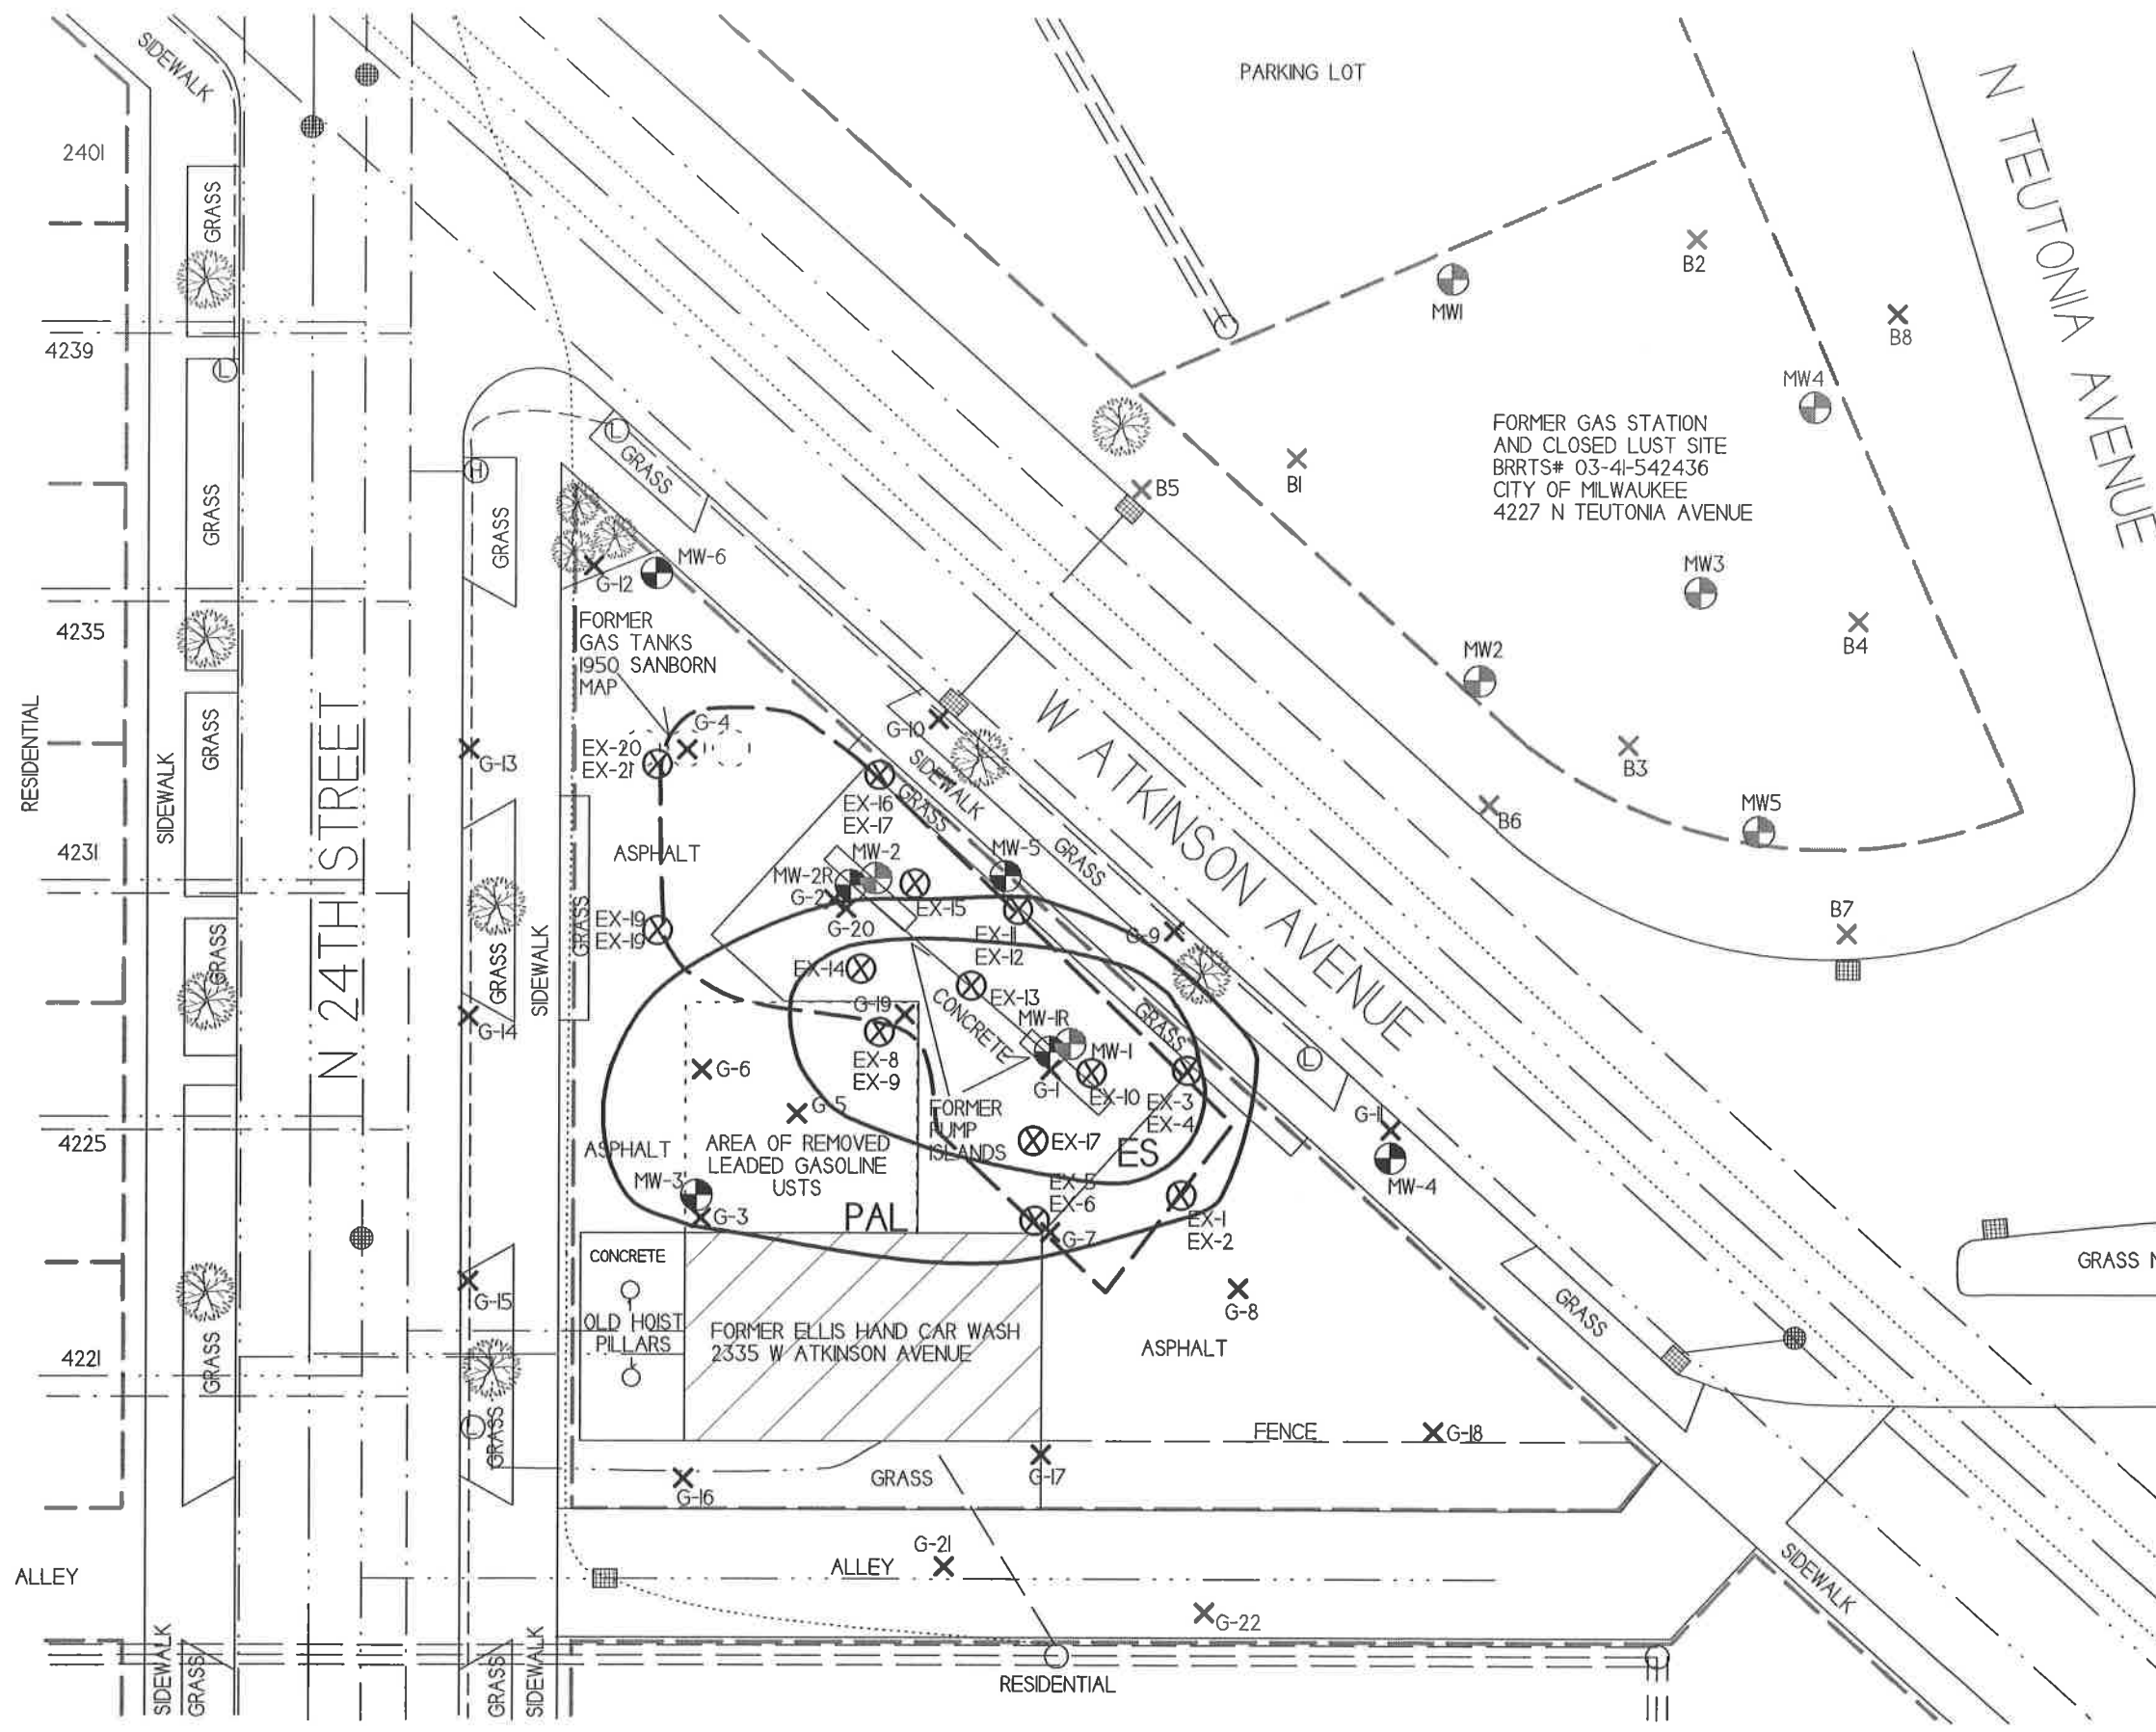 SIDEWALK
PARKING LOT
N TEUTONIA AVENUE
2401
GRASS
B2
MW1
B8
4239
L
MW4
FORMER GAS STATION
AND CLOSED LUST SITE
BRRTS# 03-41-542436
CITY OF MILWAUKEE
4227 N TEUTONIA AVENUE
L
GRASS
H
B1
B5
GRASS
GRASS
MW-6
G-12
MW3
4235
FORMER
GAS TANKS
1950 SANBORN
MAP
B4
MW2
RESIDENTIAL
N 24TH STREET
GRASS
SIDEWALK
G-4
G-10
W ATKINSON AVENUE
EX-20
EX-21
G-13
SIDEWALK
B3
EX-16
EX-17
GRASS
MW5
B6
4231
ASPHALT
MW-2
MW-5
GRASS
MW-2R
G-2
EX-15
G-20
GRASS
EX-19
EX-19
EX-11
EX-12
G-9
B7
GRASS
GRASS
SIDEWALK
EX-14
EX-13
G-19
CONCRETE
MW-1R
GRASS
G-14
MW-1
L
EX-8
EX-9
G-6
G-1
EX-10
EX-3
EX-4
G-5
FORMER
PUMP
ISLANDS
G-1
4225
ASPHALT
AREA OF REMOVED
LEADED GASOLINE
USTS
EX-17
ES
MW-3
EX-5
EX-6
MW-4
G-3
PAL
G-7
EX-1
EX-2
CONCRETE
GRASS
G-15
G-8
GRASS
OLD HOIST
PILLARS
FORMER ELLIS HAND CAR WASH
2335 W ATKINSON AVENUE
ASPHALT
4221
GRASS
L
GRASS
FENCE
G-18
GRASS
G-17
G-16
G-21
ALLEY
ALLEY
SIDEWALK
G-22
SIDEWALK
GRASS
GRASS
SIDEWALK
RESIDENTIAL